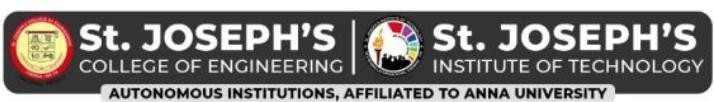 St. JOSEPH'S
COLLEGE OF ENGINEERING
St. JOSEPH'S
INSTITUTE OF TECHNOLOGY
AUTONOMOUS INSTITUTIONS, AFFILIATED TO ANNA UNIVERSITY